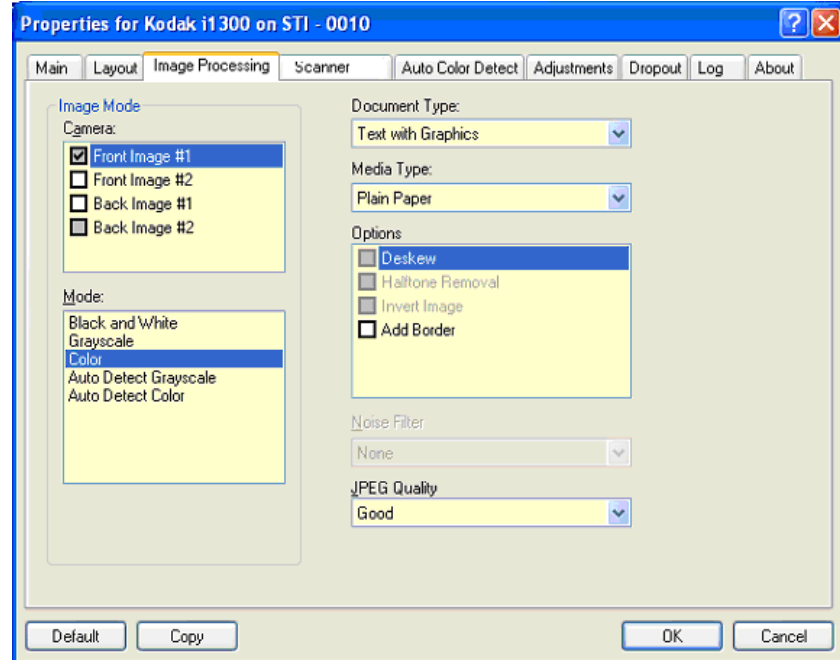 Properties for Kodak i1300 on STI - 0010
Main Layout Image Processing Scanner Auto Color Detect Adjustments Dropout Log About
Image Mode
Camera:
Front Image #1
Front Image #2
Back Image #1
Back Image #2
Mode:
Black and White
Grayscale
Color
Auto Detect Grayscale
Auto Detect Color
Document Type:
Text with Graphics
Media Type:
Plain Paper
Options
Deskew
Halftone Removal
Invert Image
Add Border
Noise Filter
None
JPEG Quality
Good
Default Copy OK Cancel